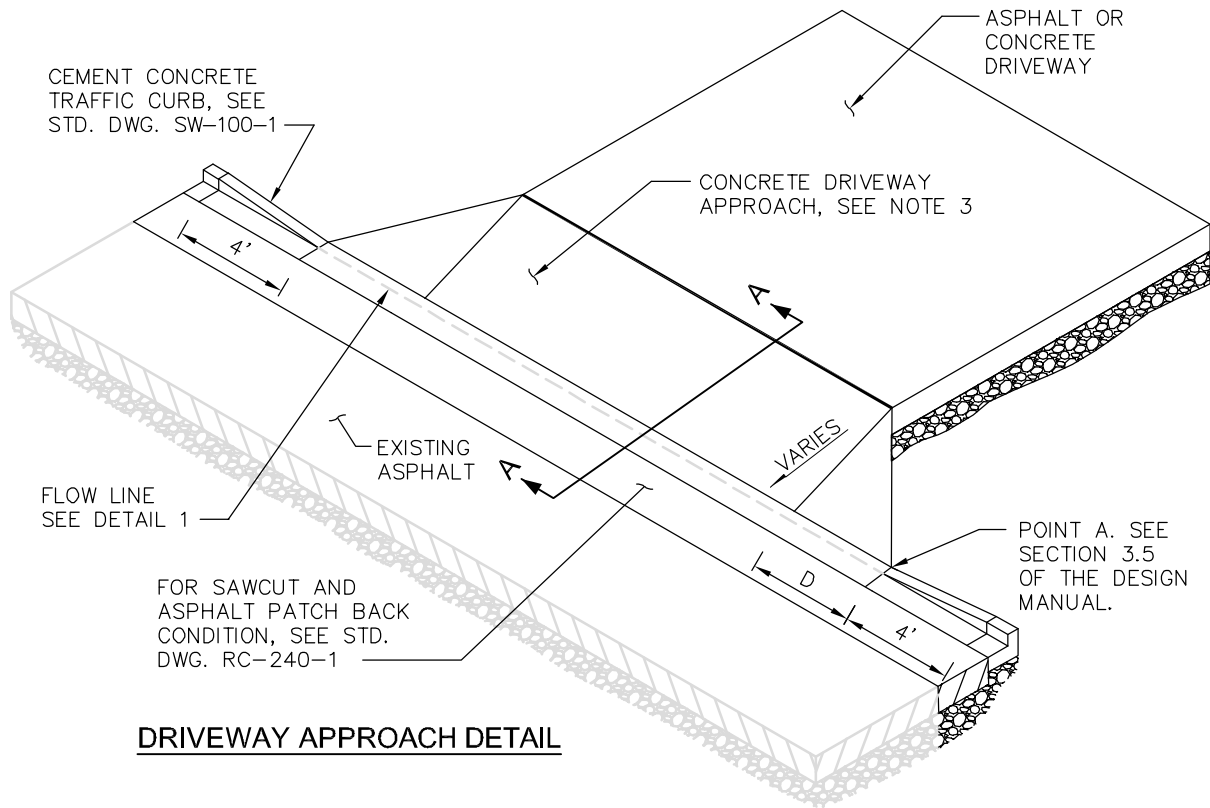 ASPHALT OR
CONCRETE
DRIVEWAY
CEMENT CONCRETE
TRAFFIC CURB, SEE
STD. DWG. SW-100-1
CONCRETE DRIVEWAY
APPROACH, SEE NOTE 3
4'
A
VARIES
EXISTING
ASPHALT
A
FLOW LINE
SEE DETAIL 1
POINT A. SEE
SECTION 3.5
OF THE DESIGN
MANUAL.
FOR SAWCUT AND
ASPHALT PATCH BACK
CONDITION, SEE STD.
DWG. RC-240-1
D
4'
DRIVEWAY APPROACH DETAIL